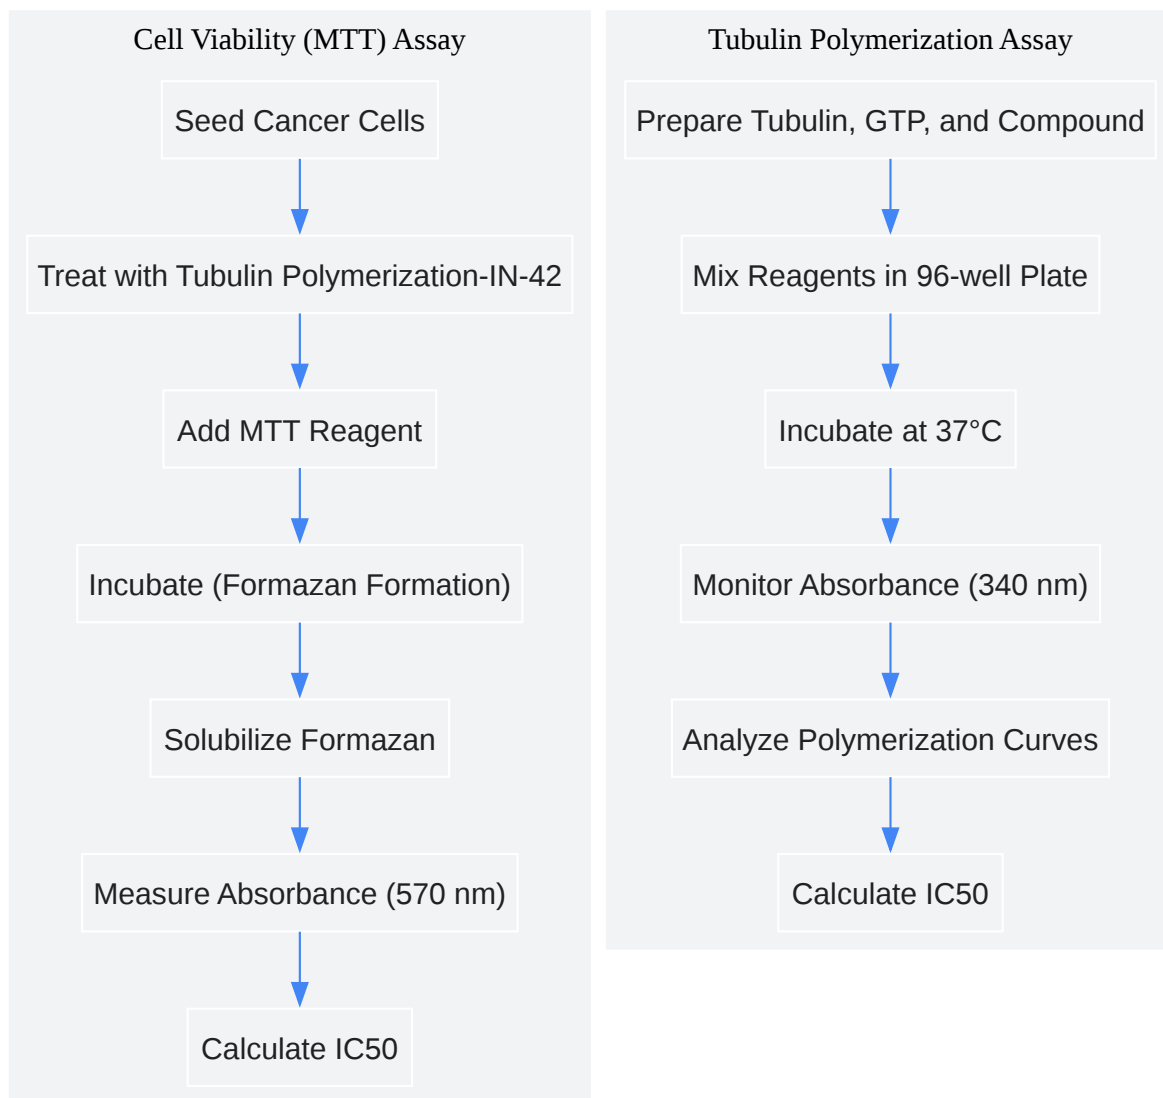 Cell Viability (MTT) Assay
Seed Cancer Cells
Treat with Tubulin Polymerization-IN-42
Add MTT Reagent
Incubate (Formazan Formation)
Solubilize Formazan
Measure Absorbance (570 nm)
Calculate IC50
Tubulin Polymerization Assay
Prepare Tubulin, GTP, and Compound
Mix Reagents in 96-well Plate
Incubate at 37°C
Monitor Absorbance (340 nm)
Analyze Polymerization Curves
Calculate IC50